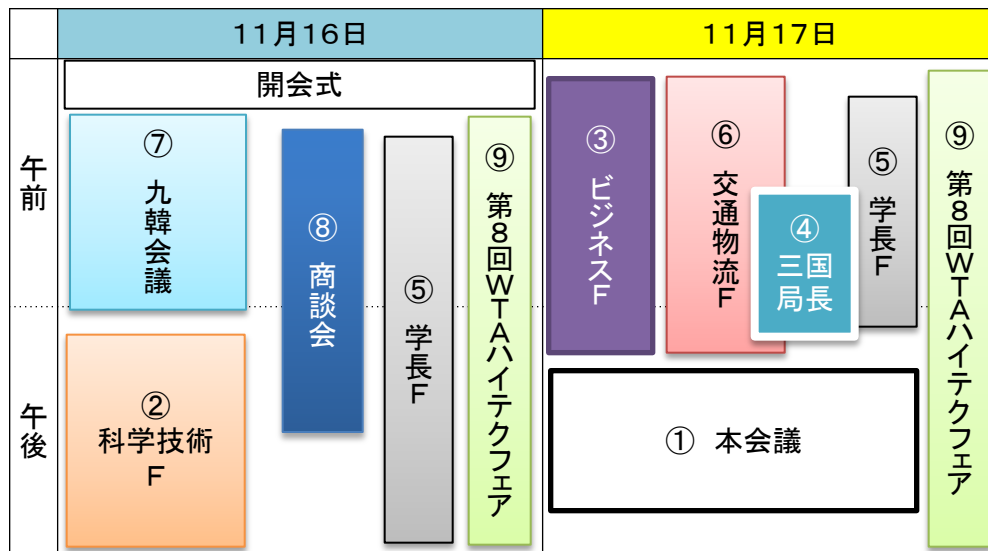 11月16日
11月17日
午前
午後
開会式
⑦
九韓会議
②
科学技術
F
⑧ 商談会
⑤ 学長F
⑨ 第8回WTAハイテクフェア
③ ビジネスF
⑥ 交通物流F
④
三国
局長
⑤ 学長F
⑨ 第8回WTAハイテクフェア
① 本会議